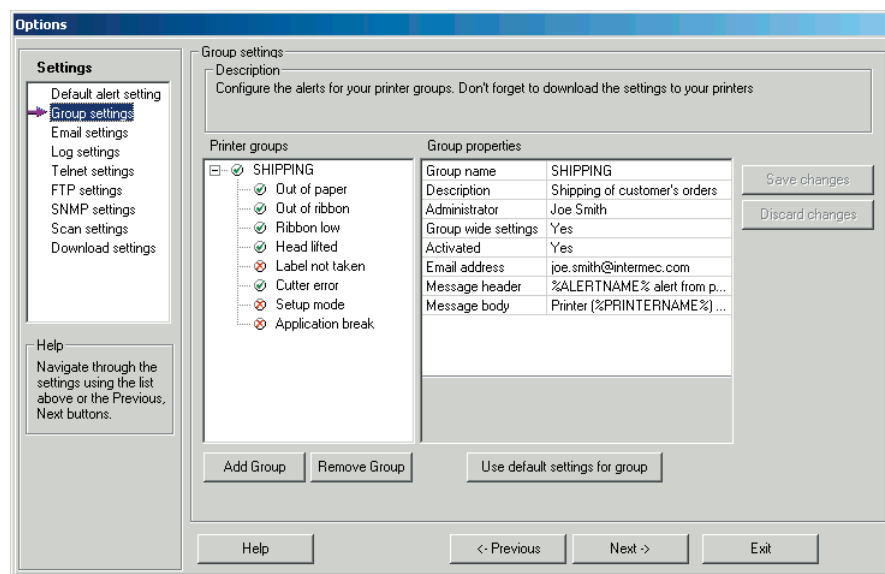 Options
Settings
Default alert setting
Group settings
Email settings
Log settings
Telnet settings
FTP settings
SNMP settings
Scan settings
Download settings
Help
Navigate through the
settings using the list
above or the Previous,
Next buttons.
Group settings
Description
Configure the alerts for your printer groups. Don't forget to download the settings to your printers
Printer groups
SHIPPING
Out of paper
Out of ribbon
Ribbon low
Head lifted
Label not taken
Cutter error
Setup mode
Application break
Group properties
Group name SHIPPING
Description Shipping of customer's orders
Administrator Joe Smith
Group wide settings Yes
Activated Yes
Email address joe.smith@intermec.com
Message header %ALERTNAME% alert from p...
Message body Printer (%PRINTERNAME%) ...
Save changes
Discard changes
Add Group
Remove Group
Use default settings for group
Help
<- Previous
Next ->
Exit